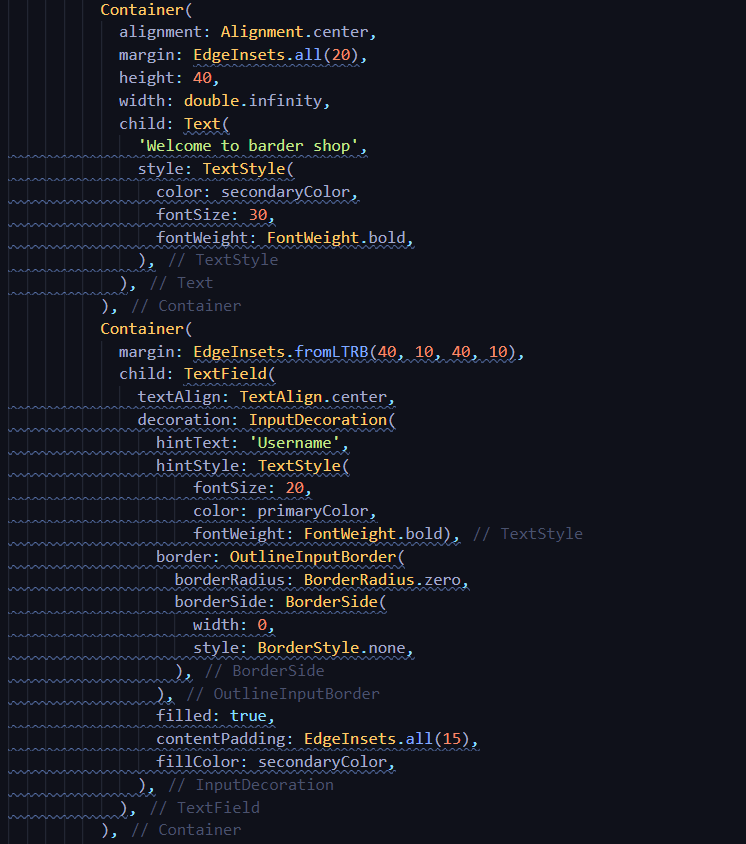 Container(
  alignment: Alignment.center,
  margin: EdgeInsets.all(20),
  height: 40,
  width: double.infinity,
  child: Text(
    'Welcome to barder shop',
    style: TextStyle(
      color: secondaryColor,
      fontSize: 30,
      fontWeight: FontWeight.bold,
    ), // TextStyle
  ), // Text
), // Container
Container(
  margin: EdgeInsets.fromLTRB(40, 10, 40, 10),
  child: TextField(
    textAlign: TextAlign.center,
    decoration: InputDecoration(
      hintText: 'Username',
      hintStyle: TextStyle(
          fontSize: 20,
          color: primaryColor,
          fontWeight: FontWeight.bold), // TextStyle
      border: OutlineInputBorder(
        borderRadius: BorderRadius.zero,
        borderSide: BorderSide(
          width: 0,
          style: BorderStyle.none,
        ), // BorderSide
      ), // OutlineInputBorder
      filled: true,
      contentPadding: EdgeInsets.all(15),
      fillColor: secondaryColor,
    ), // InputDecoration
  ), // TextField
), // Container